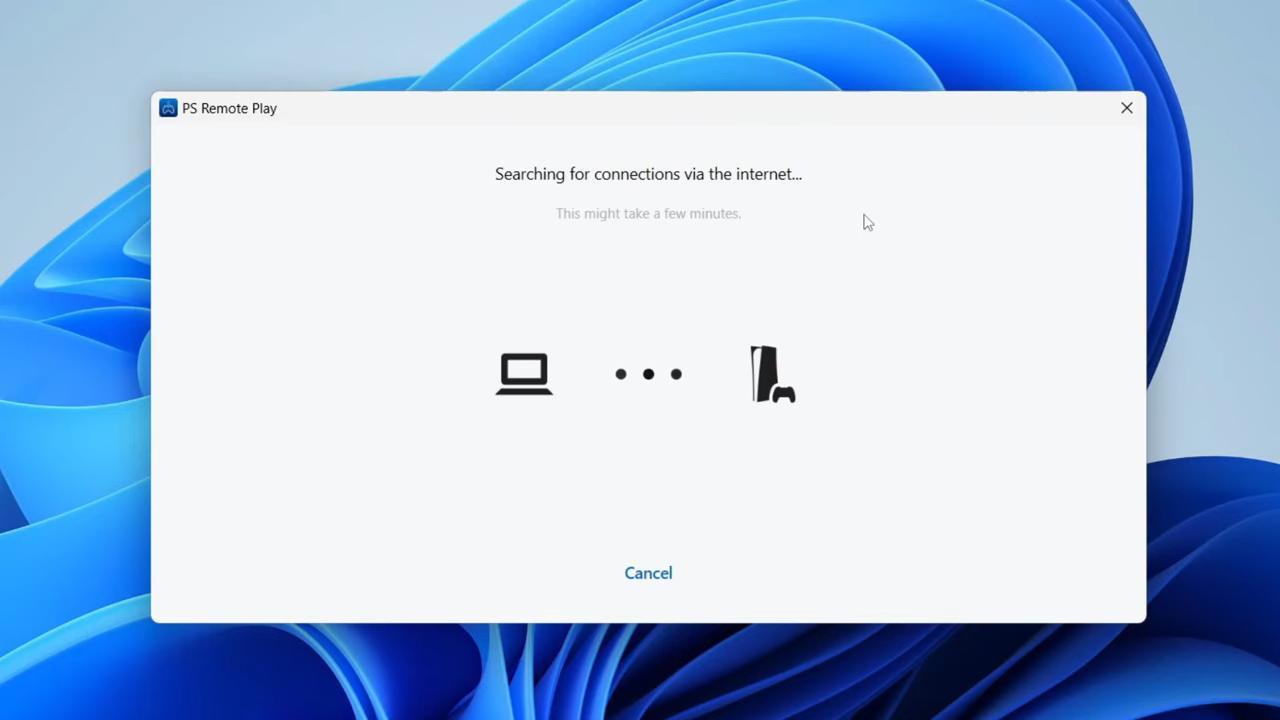 PS Remote Play
Searching for connections via the internet...
This might take a few minutes.
Cancel